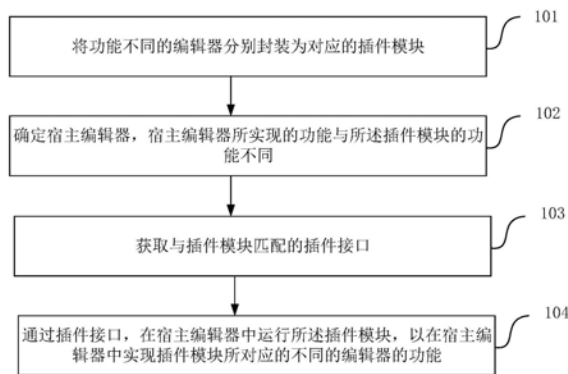 将功能不同的编辑器分别封装为对应的插件模块
101
确定宿主编辑器，宿主编辑器所实现的功能与所述插件模块的功
能不同
102
获取与插件模块匹配的插件接口
103
通过插件接口，在宿主编辑器中运行所述插件模块，以在宿主编
辑器中实现插件模块所对应的不同的编辑器的功能
104